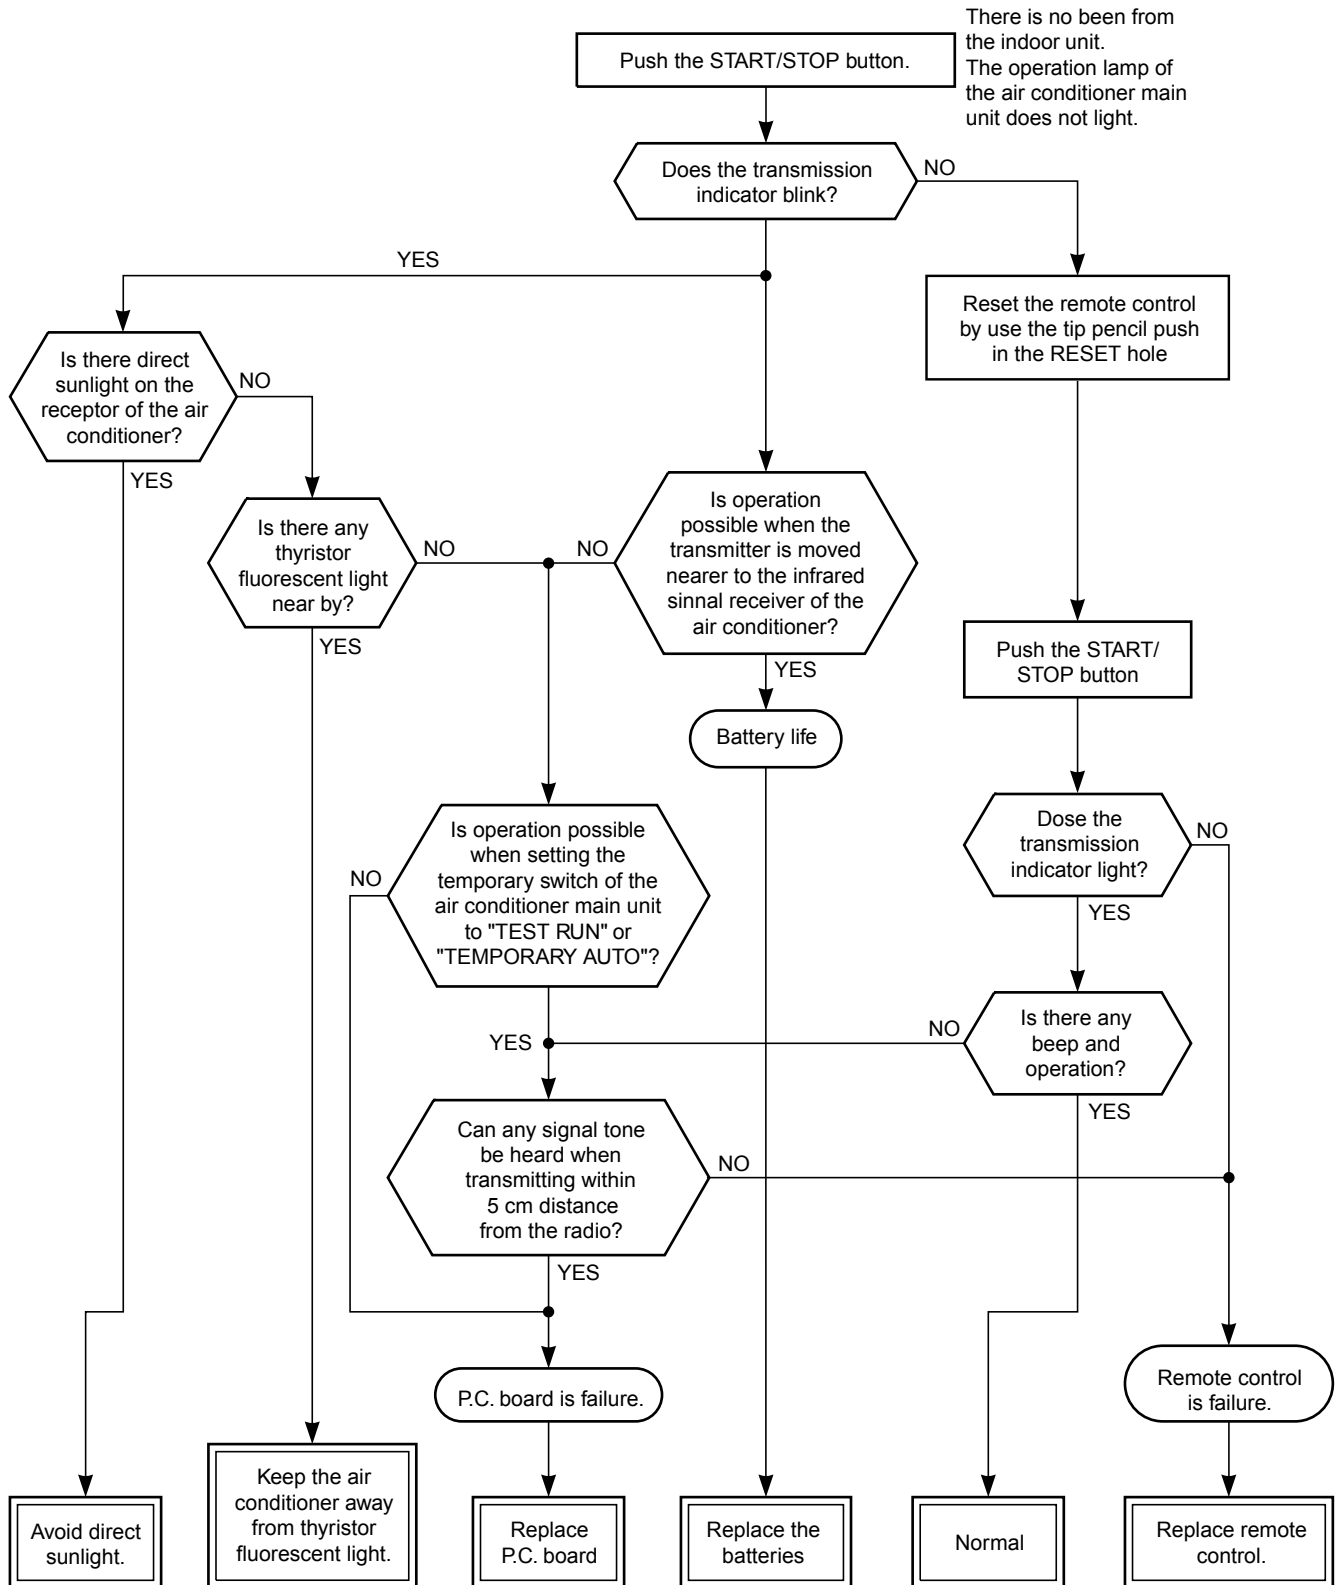 There is no been from
the indoor unit.
The operation lamp of
the air conditioner main
unit does not light.
Push the START/STOP button.
Does the transmission
indicator blink?
NO
YES
Reset the remote control
by use the tip pencil push
in the RESET hole
Is there direct
sunlight on the
receptor of the air
conditioner?
NO
YES
Is there any
thyristor
fluorescent light
near by?
NO
YES
NO
Is operation
possible when the
transmitter is moved
nearer to the infrared
sinnal receiver of the
air conditioner?
YES
Push the START/
STOP button
Battery life
Is operation possible
when setting the
temporary switch of the
air conditioner main unit
to "TEST RUN" or
"TEMPORARY AUTO"?
NO
YES
Dose the
transmission
indicator light?
NO
YES
Is there any
beep and
operation?
NO
YES
Can any signal tone
be heard when
transmitting within
5 cm distance
from the radio?
NO
YES
P.C. board is failure.
Remote control
is failure.
Avoid direct
sunlight.
Keep the air
conditioner away
from thyristor
fluorescent light.
Replace
P.C. board
Replace the
batteries
Normal
Replace remote
control.